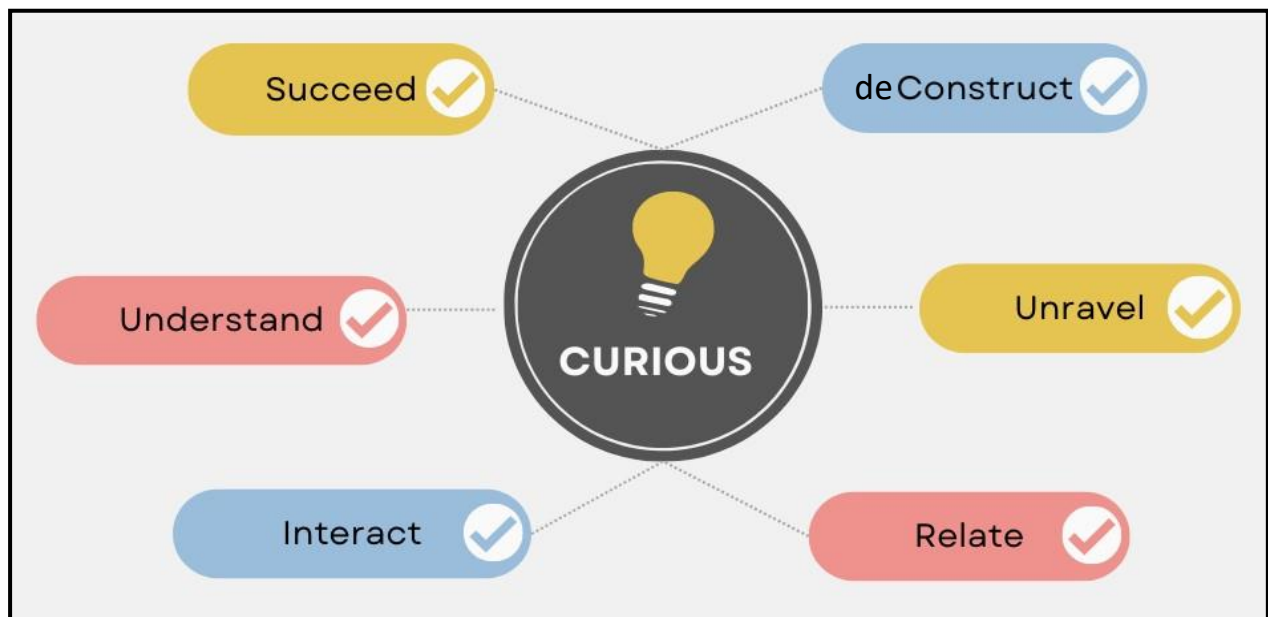 Succeed
deConstruct
Understand
CURIOUS
Unravel
Interact
Relate